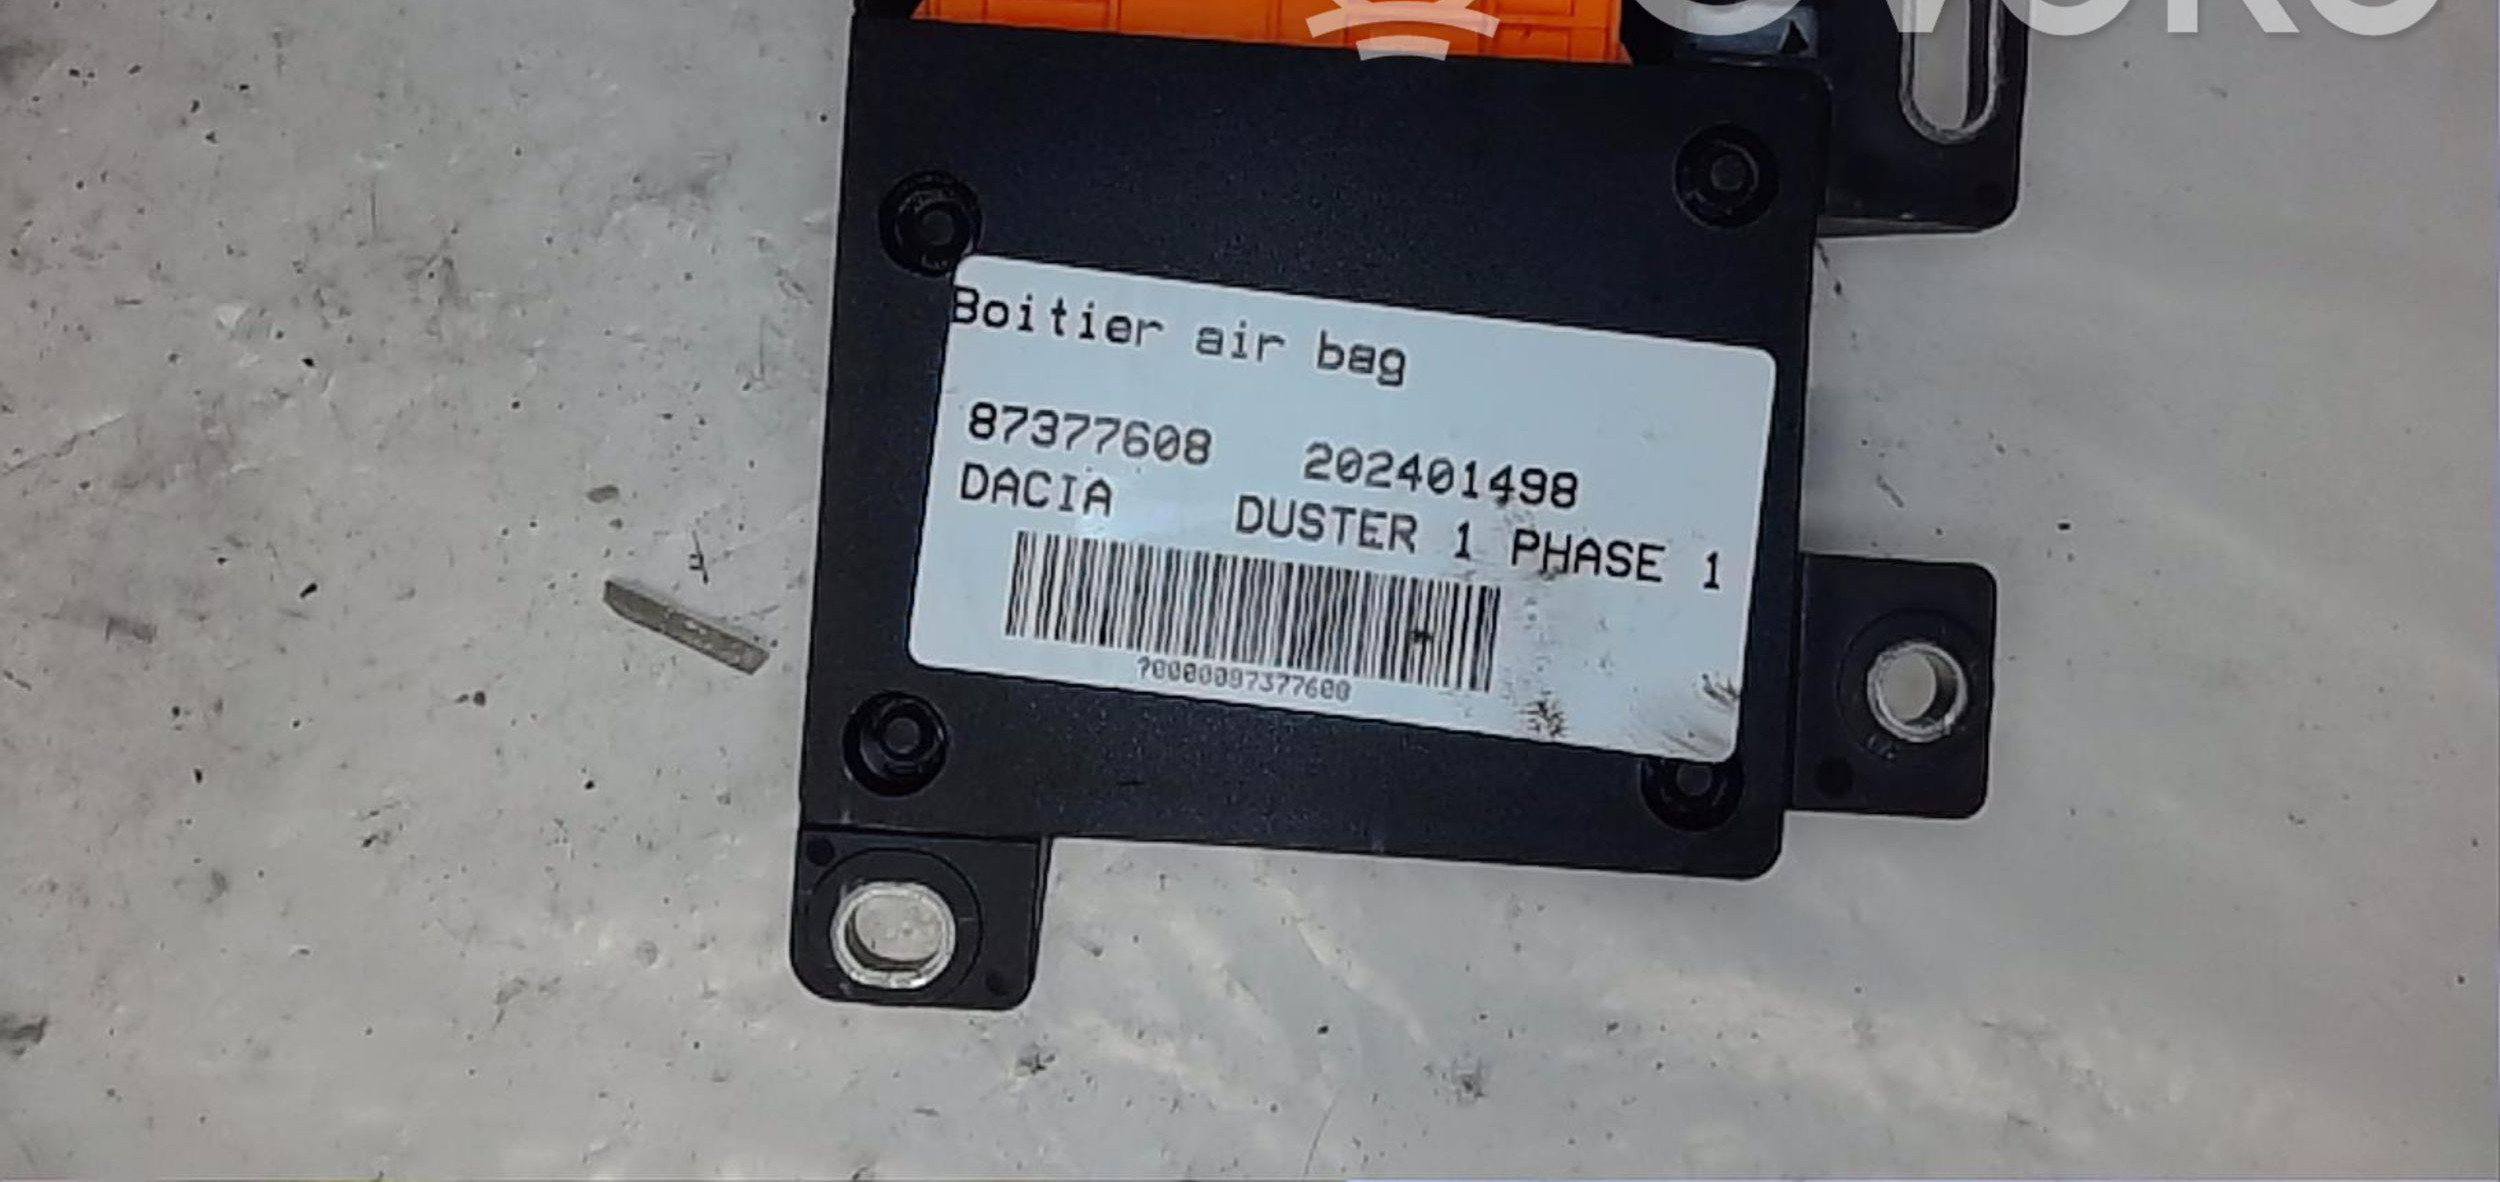 Boitier air bag
87377608 202401498
DACIA DUSTER 1 PHASE 1